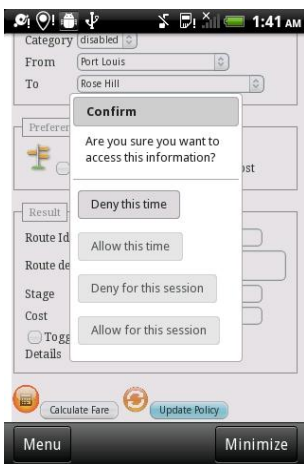 1:41 AM
Category disabled
From Port Louis
To Rose Hill
Confirm
Are you sure you want to
access this information?
Deny this time
Allow this time
Deny for this session
Allow for this session
Preferen
Result
Route Id
Route de
Stage
Cost
Togg
Details
Calculate Fare
Update Policy
Menu
Minimize